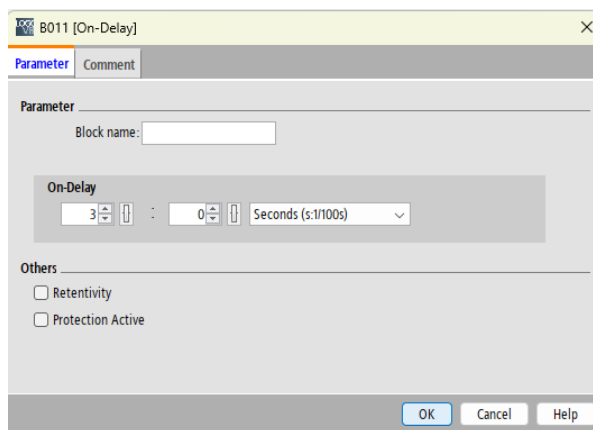 B011 [On-Delay]
Parameter Comment
Parameter
Block name:
On-Delay
3 : 0 Seconds (s:1/100s)
Others
Retentivity
Protection Active
OK Cancel Help